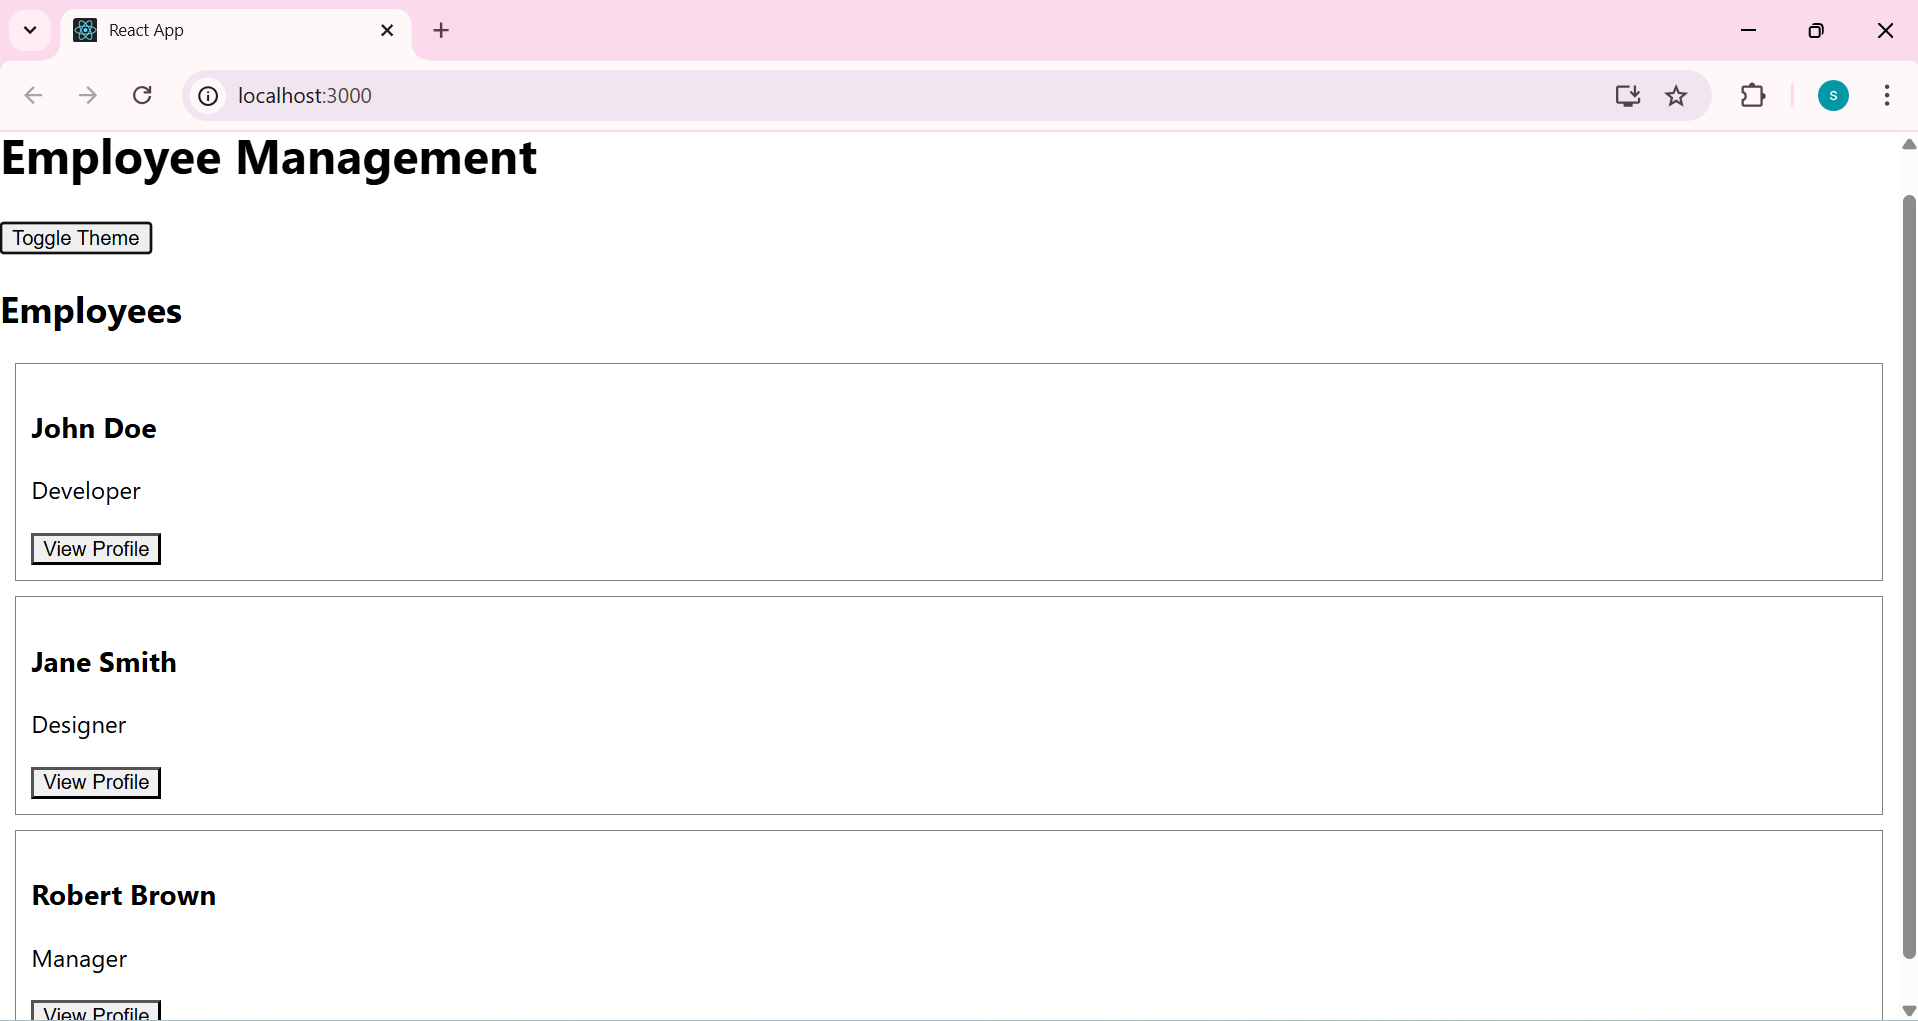 React App
localhost:3000
s
Employee Management
Toggle Theme
Employees
John Doe
Developer
View Profile
Jane Smith
Designer
View Profile
Robert Brown
Manager
View Profile